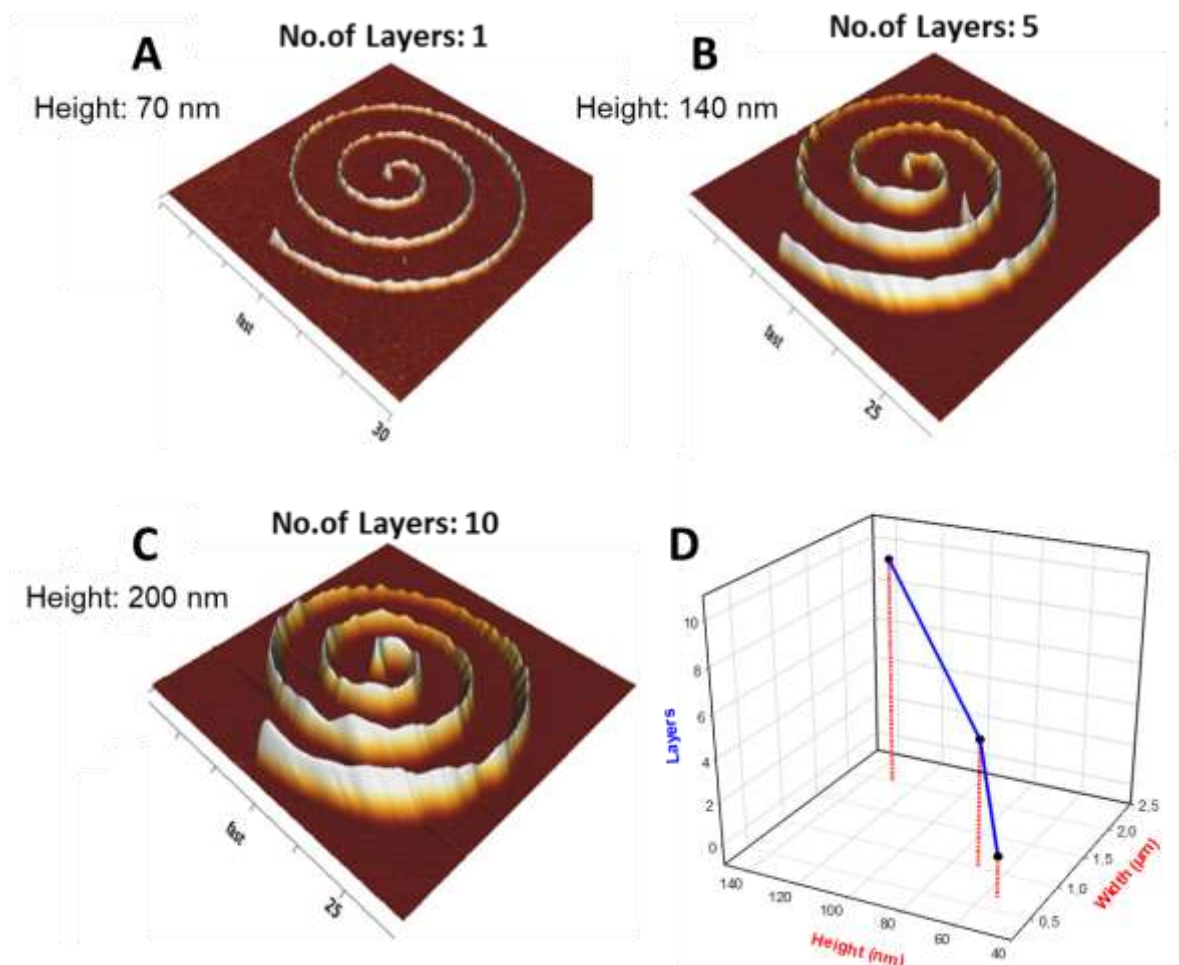 A
No.of Layers: 1
Height: 70 nm
fast
30
B
No.of Layers: 5
Height: 140 nm
fast
25
C
No.of Layers: 10
Height: 200 nm
fast
25
D
10
8
6
4
2
0
Layers
140
120
100
80
60
40
Height (nm)
0.5
1.0
1.5
2.0
2.5
Width (µm)